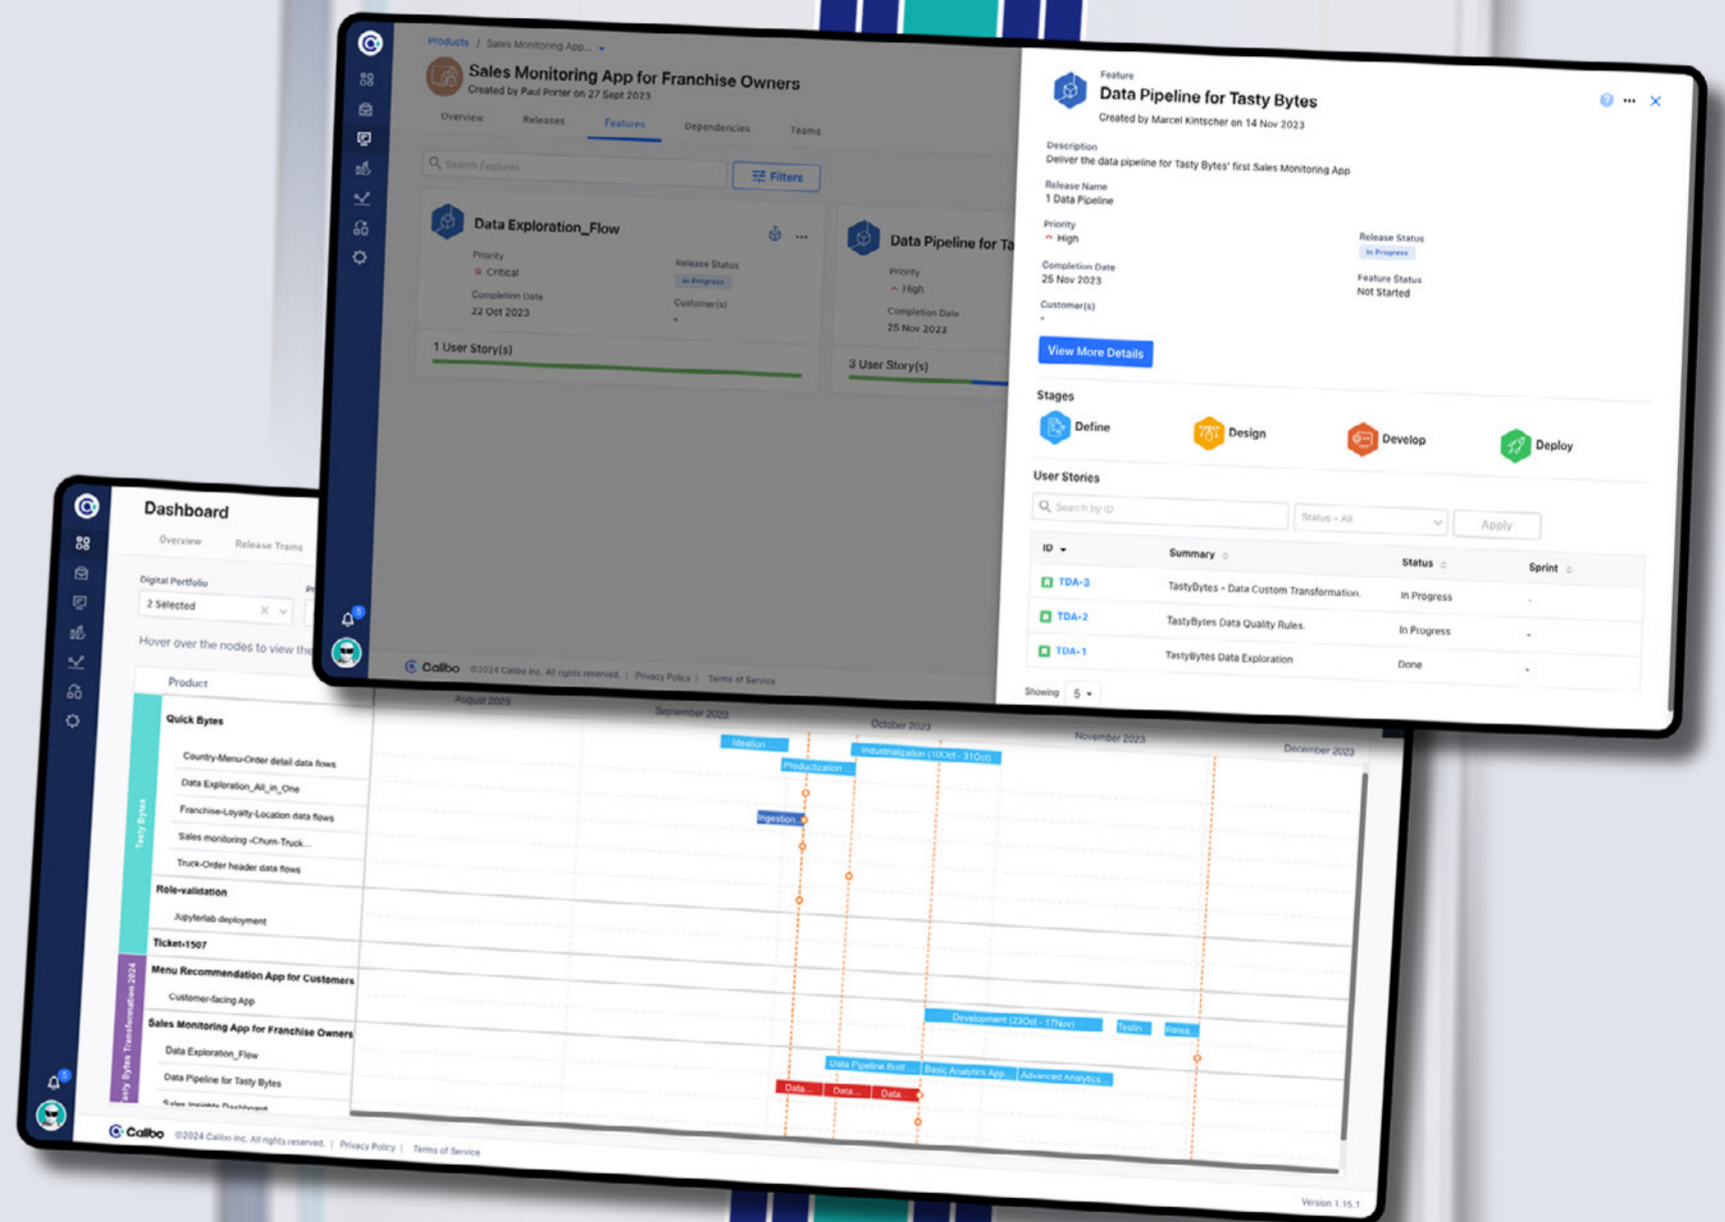 Products / Sales Monitoring App...
Sales Monitoring App for Franchise Owners
Created by Paul Porter on 27 Sept 2023
Overview Releases Features Dependencies Teams
Search Features
Filters
Data Exploration_Flow
Priority
Critical
Release Status
In Progress
Completion Date
22 Oct 2023
Customer(s)
-
1 User Story(s)
Data Pipeline for Ta
Priority
High
Completion Date
25 Nov 2023
3 User Story(s)
5
Calibo ©2024 Calibo Inc. All rights reserved. | Privacy Policy | Terms of Service
Feature
Data Pipeline for Tasty Bytes
Created by Marcel Kintscher on 14 Nov 2023
Description
Deliver the data pipeline for Tasty Bytes' first Sales Monitoring App
Release Name
1 Data Pipeline
Priority
High
Release Status
In Progress
Completion Date
25 Nov 2023
Feature Status
Not Started
Customer(s)
-
View More Details
Stages
Define Design Develop Deploy
User Stories
Search by ID Status - All Apply
ID Summary Status Sprint
TDA-3 TastyBytes - Data Custom Transformation. In Progress -
TDA-2 TastyBytes Data Quality Rules. In Progress -
TDA-1 TastyBytes Data Exploration Done -
Showing 5
Dashboard
Overview Release Trains
Digital Portfolio Pr
2 Selected
Hover over the nodes to view the
Product
August 2023 September 2023 October 2023 November 2023 December 2023
Tasty Bytes
Quick Bytes
Ideation ...
Industrialization (10Oct - 31Oct)
Productization
Country-Menu-Order detail data flows
Data Exploration_All_in_One
Franchise-Loyalty-Location data flows
Ingestion...
Sales monitoring -Churn-Truck...
Truck-Order header data flows
Role-validation
Jupyterlab deployment
Ticket-1507
Tasty Bytes Transformation 2024
Menu Recommendation App for Customers
Development (23Oct - 17Nov) Testin... Relea...
Customer-facing App
Sales Monitoring App for Franchise Owners
Data Pipeline Built ... Basic Analytics App... Advanced Analytics...
Data Exploration_Flow
Data... Data... Data...
Data Pipeline for Tasty Bytes
Sales Insights Dashboard
5
Calibo ©2024 Calibo Inc. All rights reserved. | Privacy Policy | Terms of Service
Version 1.15.1